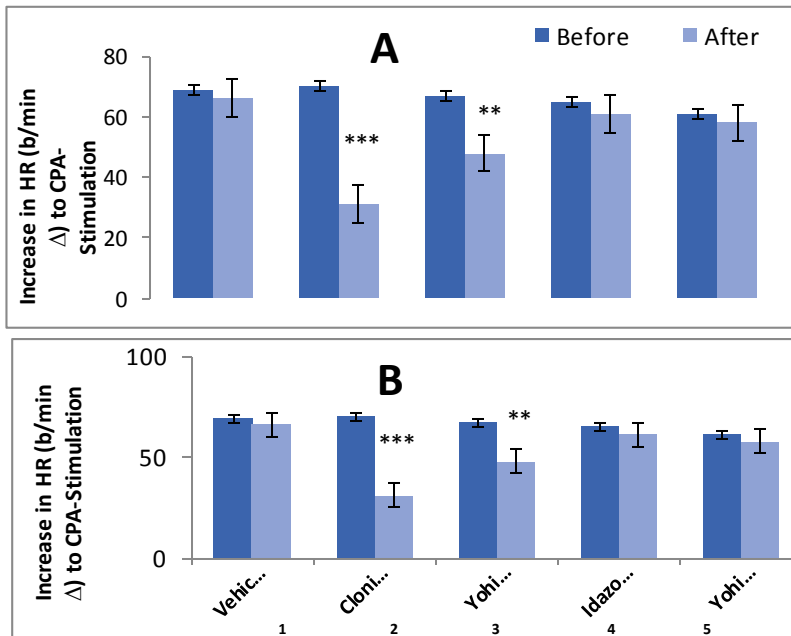 A
Before After
Increase in HR (b/min
Δ) to CPA-
Stimulation
80
60
40
20
0
***
**
B
Increase in HR (b/min
Δ) to CPA-Stimulation
100
50
0
***
**
Vehic...
Cloni...
Yohi...
Idazo...
Yohi...
1 2 3 4 5